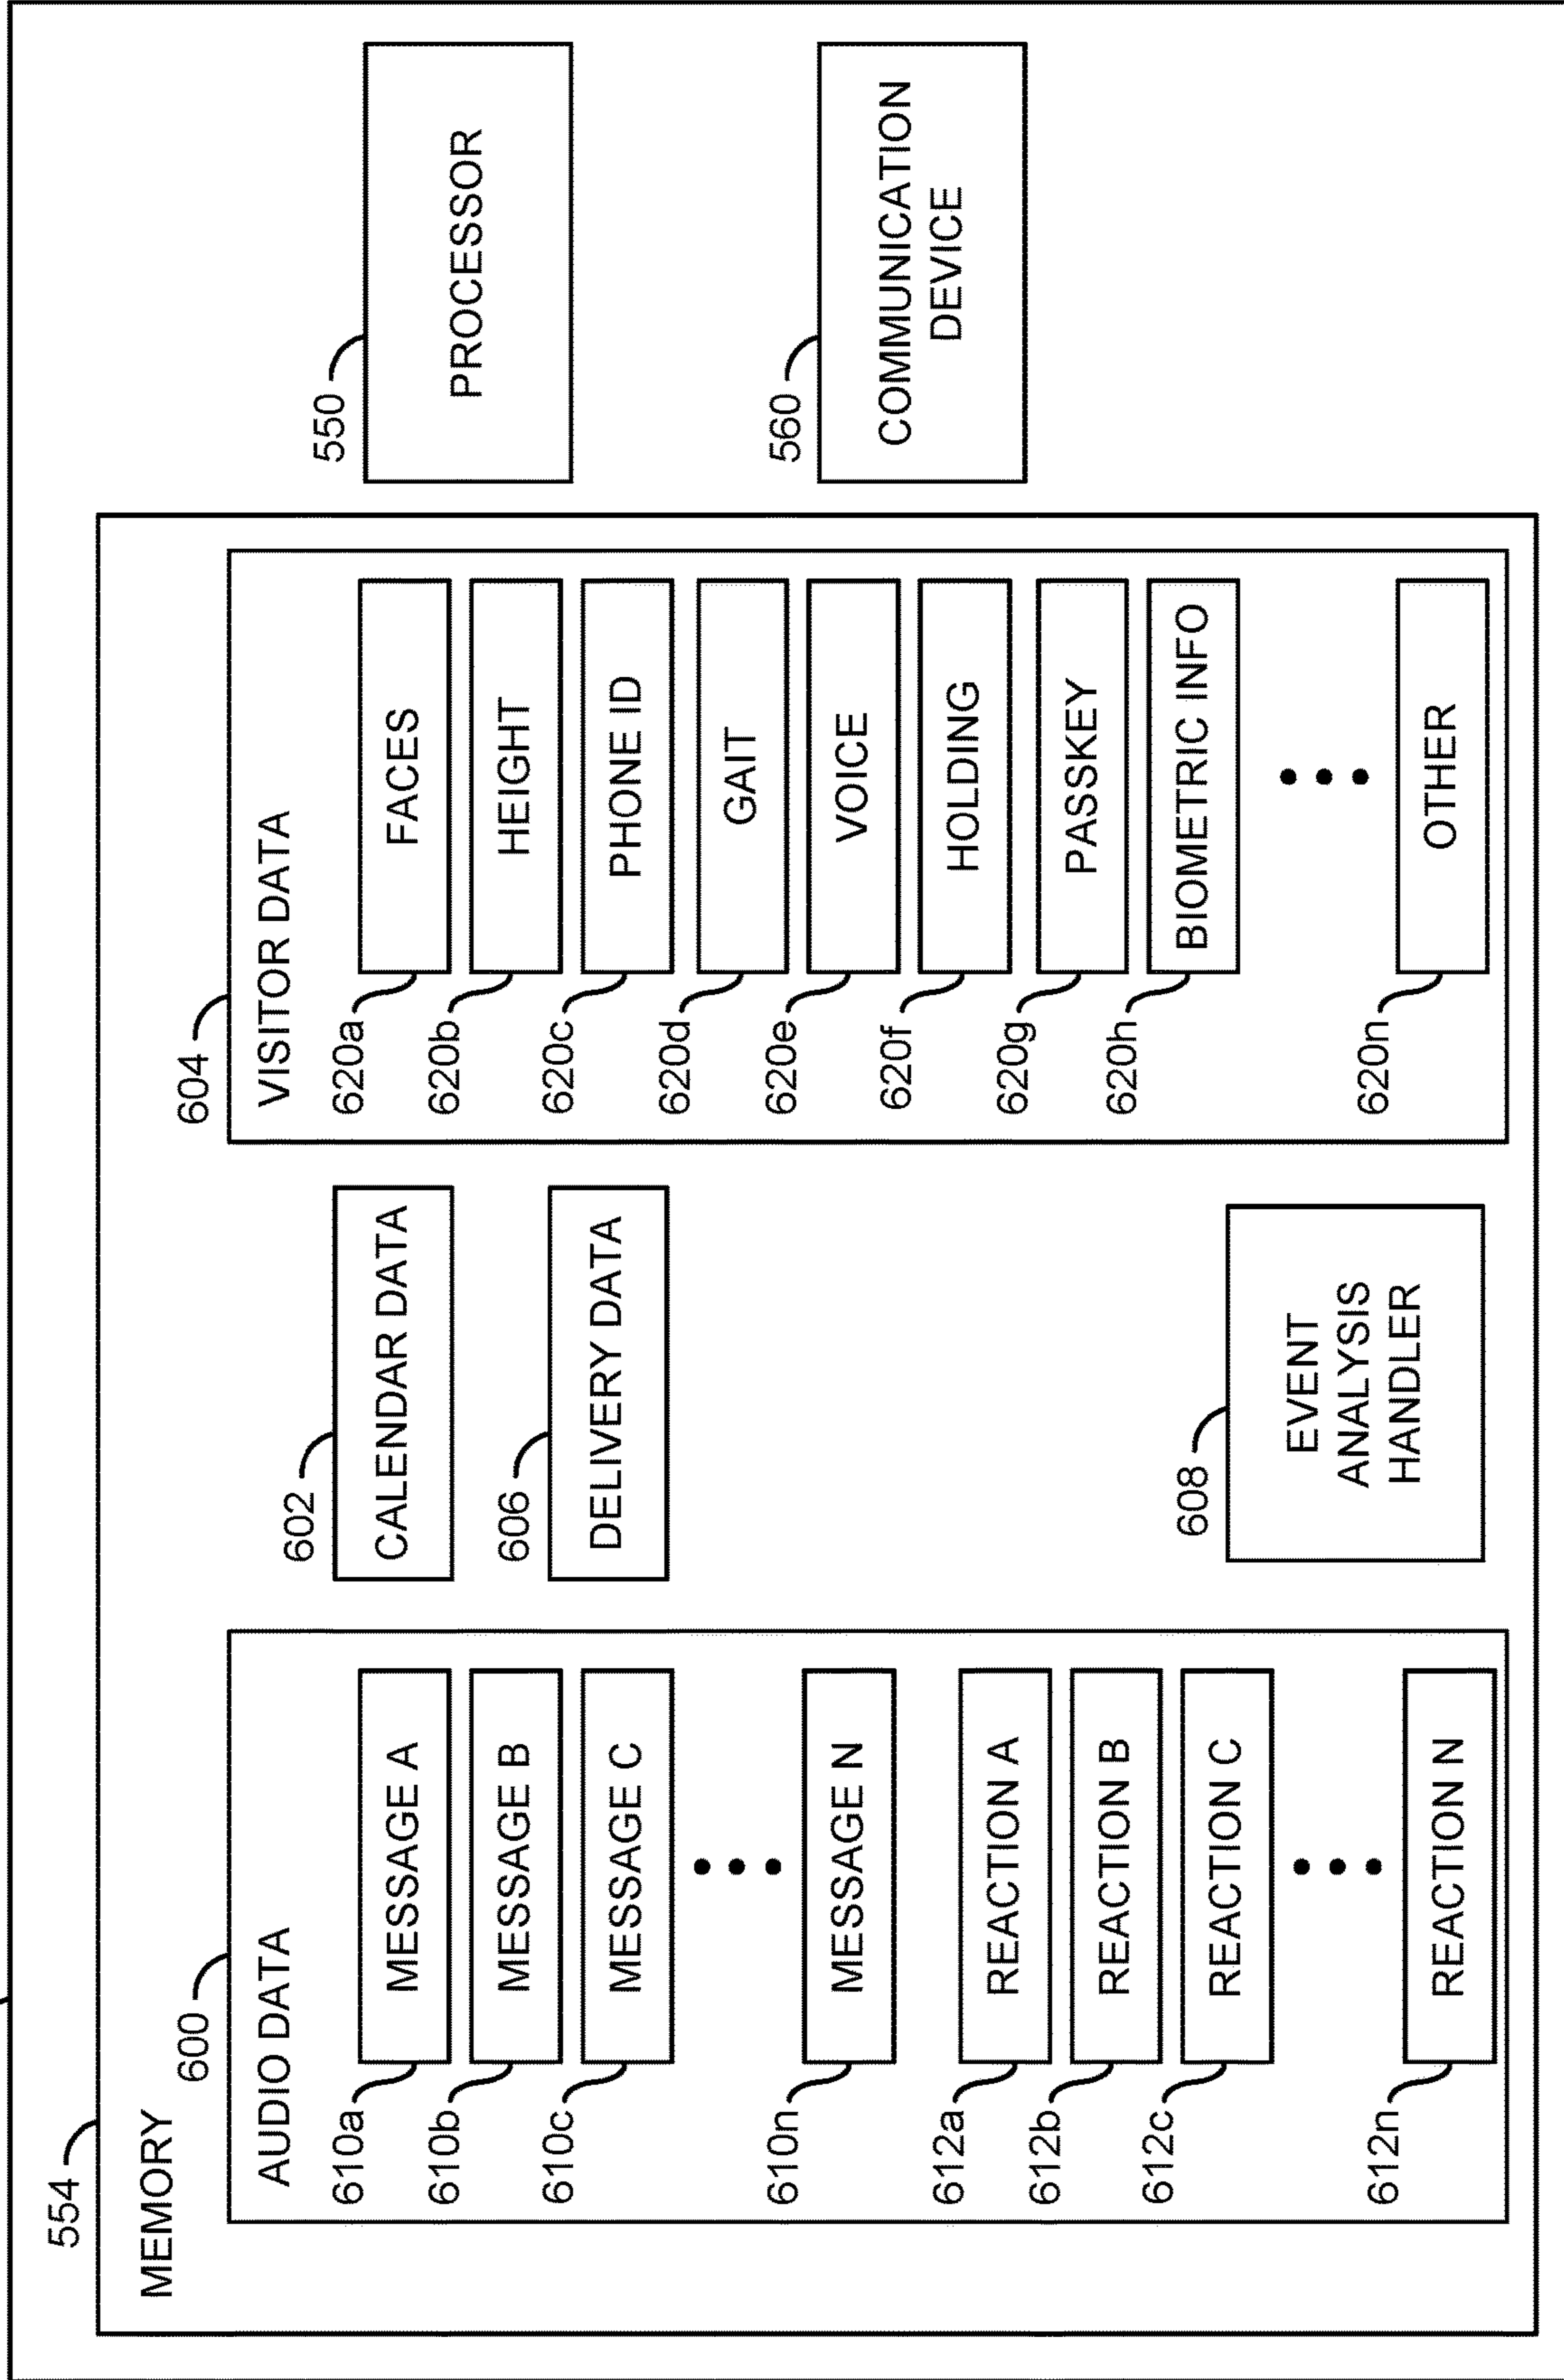 554
MEMORY
600
AUDIO DATA
610a
MESSAGE A
610b
MESSAGE B
610c
MESSAGE C
610n
MESSAGE N
612a
REACTION A
612b
REACTION B
612c
REACTION C
612n
REACTION N
602
CALENDAR DATA
606
DELIVERY DATA
608
EVENT
ANALYSIS
HANDLER
604
VISITOR DATA
620a
FACES
620b
HEIGHT
620c
PHONE ID
620d
GAIT
620e
VOICE
620f
HOLDING
620g
PASSKEY
620h
BIOMETRIC INFO
620n
OTHER
550
PROCESSOR
560
COMMUNICATION
DEVICE